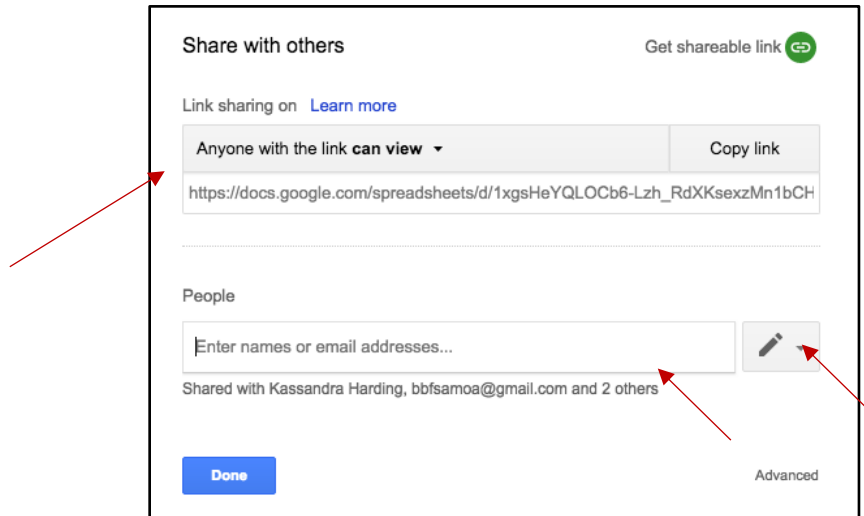 Share with others
Get shareable link
Link sharing on Learn more
Anyone with the link can view
Copy link
https://docs.google.com/spreadsheets/d/1xgsHeYQLOCb6-Lzh_RdXKsexzMn1bCH
People
Enter names or email addresses...
Shared with Kassandra Harding, bbfsamoa@gmail.com and 2 others
Done
Advanced